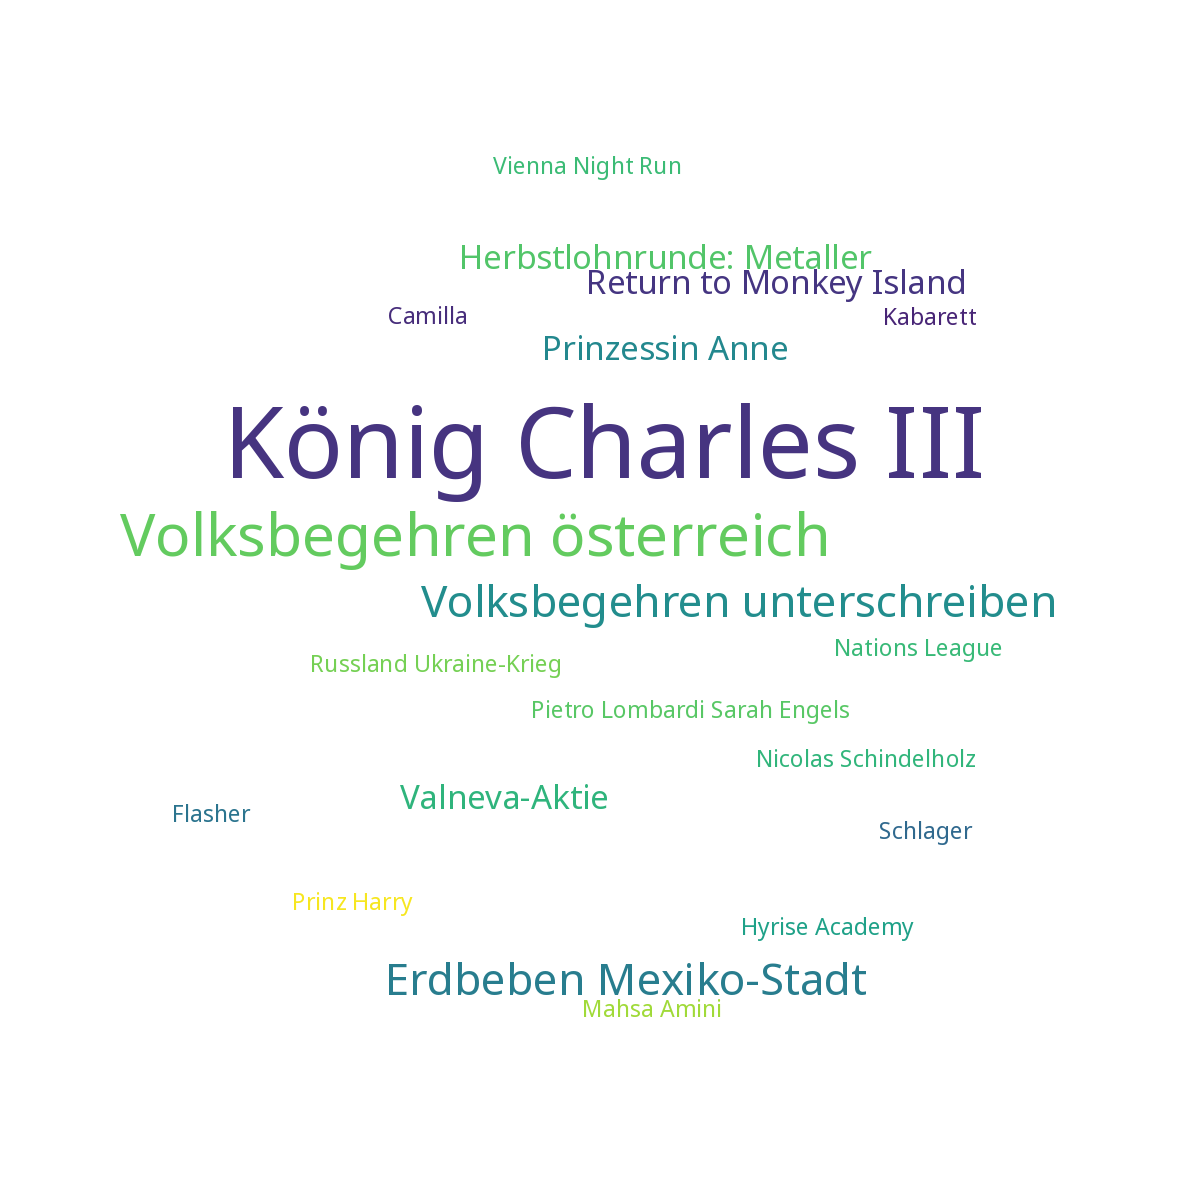 Vienna Night Run
Herbstlohnrunde: Metaller
Return to Monkey Island
Camilla
Kabarett
Prinzessin Anne
König Charles III
Volksbegehren österreich
Volksbegehren unterschreiben
Nations League
Russland Ukraine-Krieg
Pietro Lombardi Sarah Engels
Nicolas Schindelholz
Valneva-Aktie
Flasher
Schlager
Prinz Harry
Hyrise Academy
Erdbeben Mexiko-Stadt
Mahsa Amini